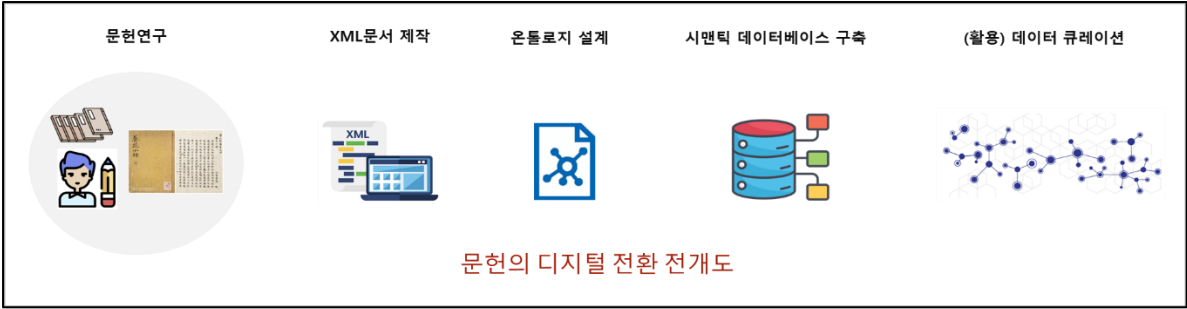 문헌연구
XML문서 제작
온톨로지 설계
시맨틱 데이터베이스 구축
(활용) 데이터 큐레이션
XML
문헌의 디지털 전환 전개도